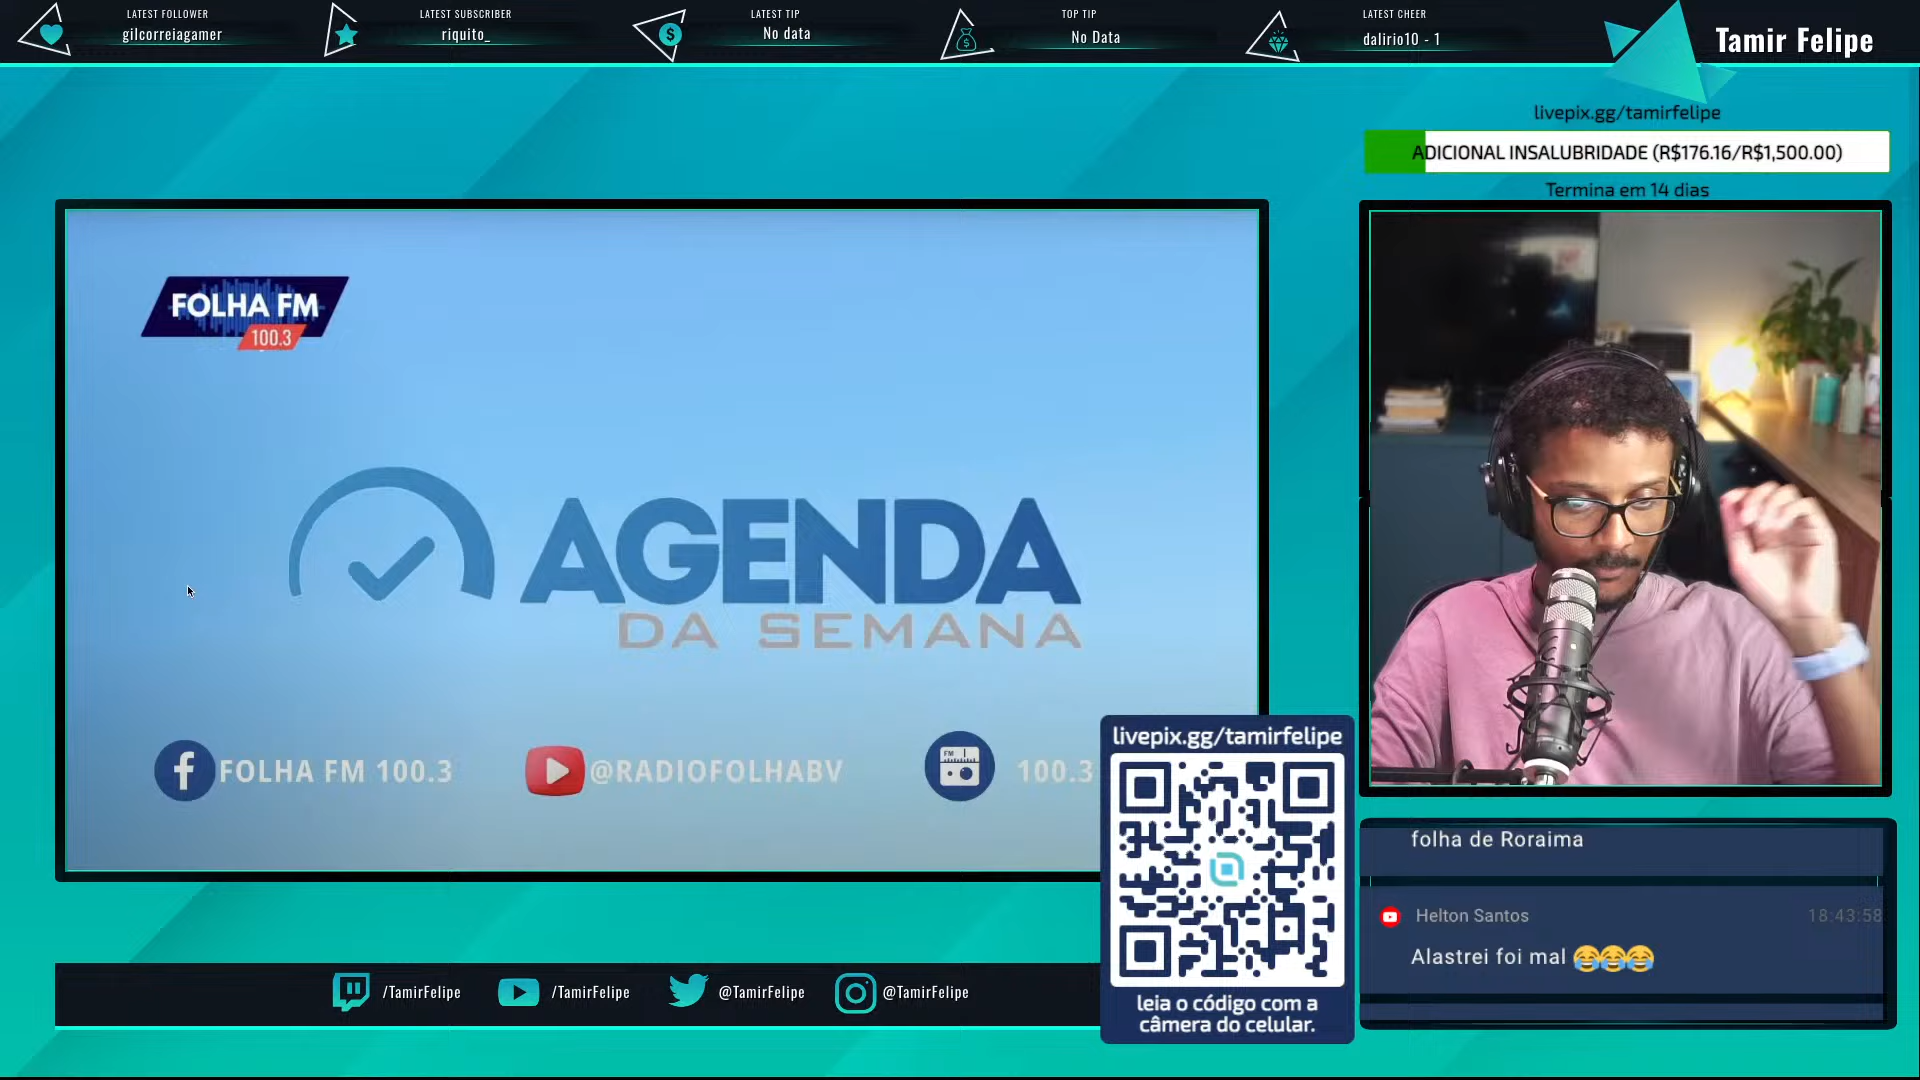 LATEST FOLLOWER
gilcorreiagamer
LATEST SUBSCRIBER
riquito_
LATEST TIP
No data
TOP TIP
No Data
LATEST CHEER
dalirio10 - 1
Tamir Felipe
livepix.gg/tamirfelipe
ADICIONAL INSALUBRIDADE (R$176.16/R$1,500.00)
Termina em 14 dias
FOLHA FM
100.3
AGENDA
DA SEMANA
FOLHA FM 100.3
@RADIOFOLHABV
FM
100.3
livepix.gg/tamirfelipe
leia o código com a
câmera do celular.
folha de Roraima
Helton Santos
18:43:58
Alastrei foi mal 😂😂😂
/TamirFelipe
/TamirFelipe
@TamirFelipe
@TamirFelipe